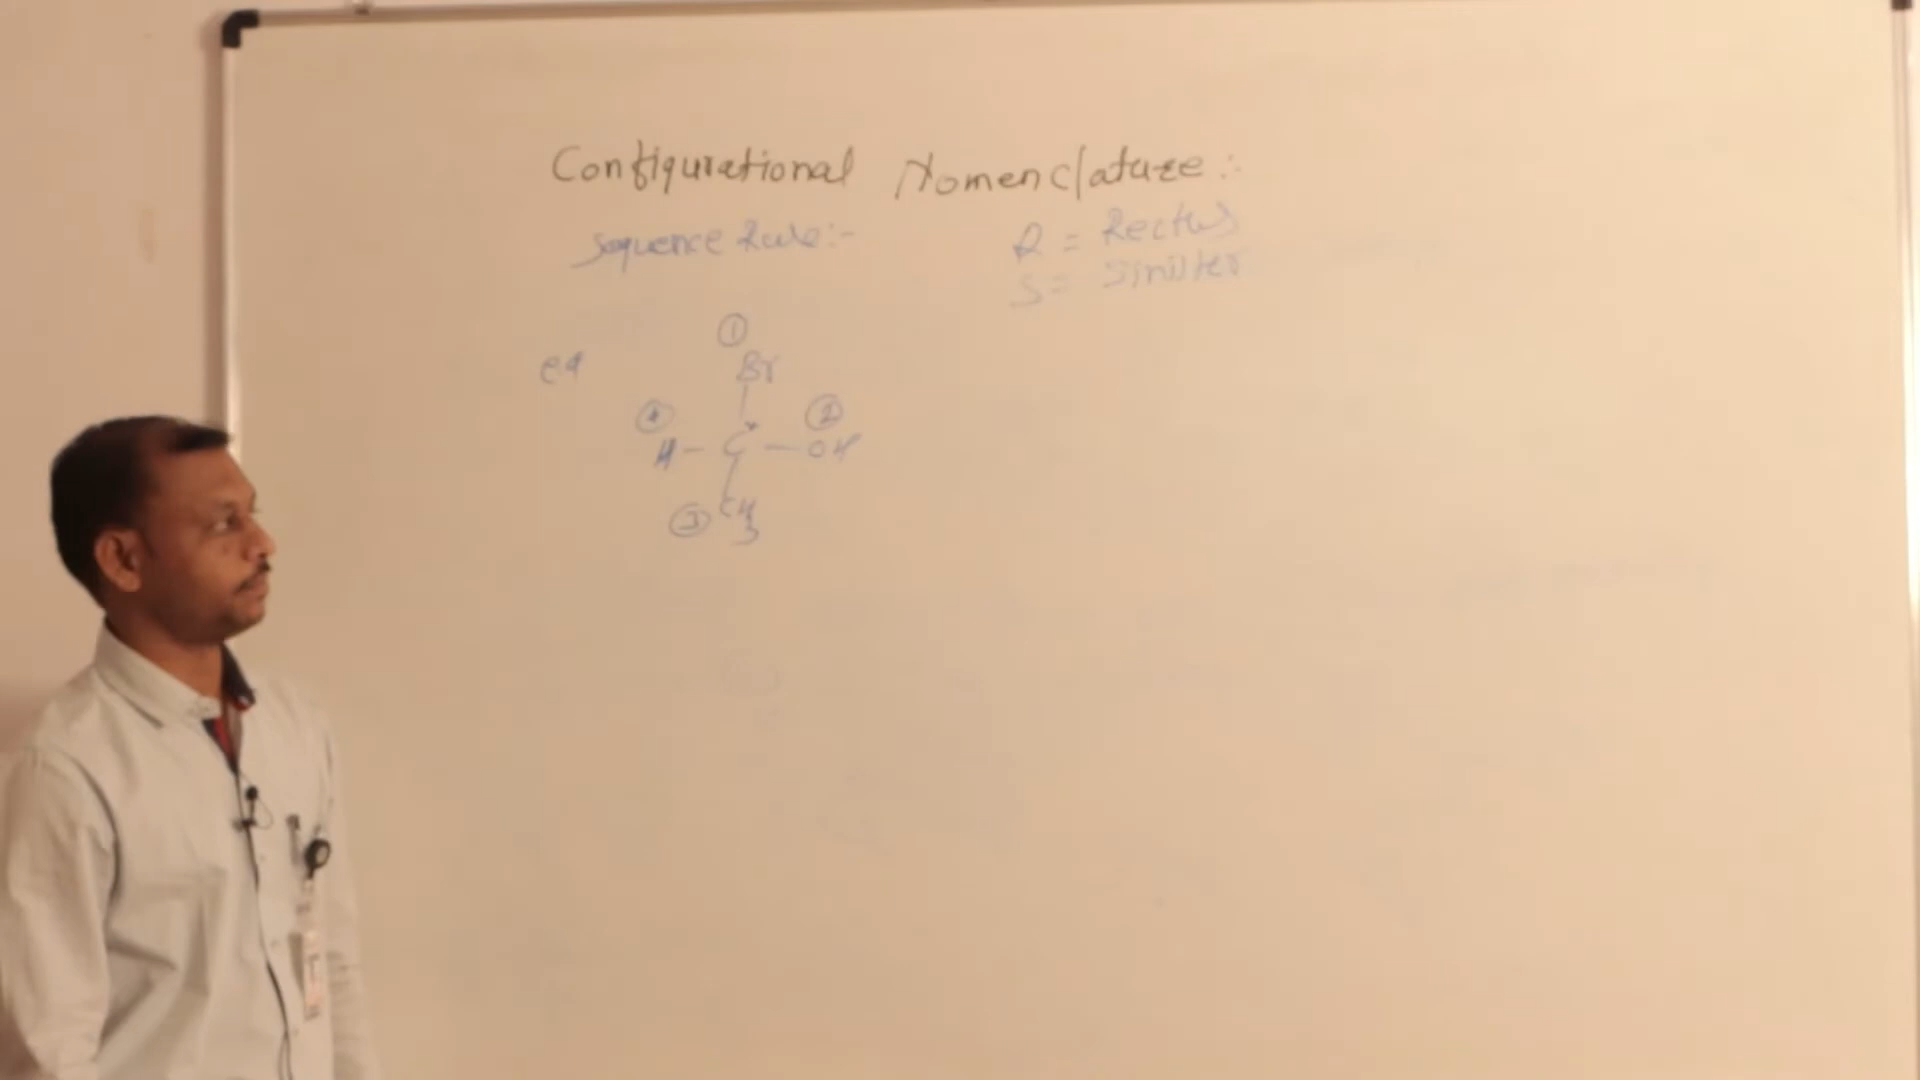 Configurational Nomenclature :-
Sequence Rule :-
R = Rectus
S = Sinister
①
eg
Br
④ ②
H - C* - OH
③ CH3